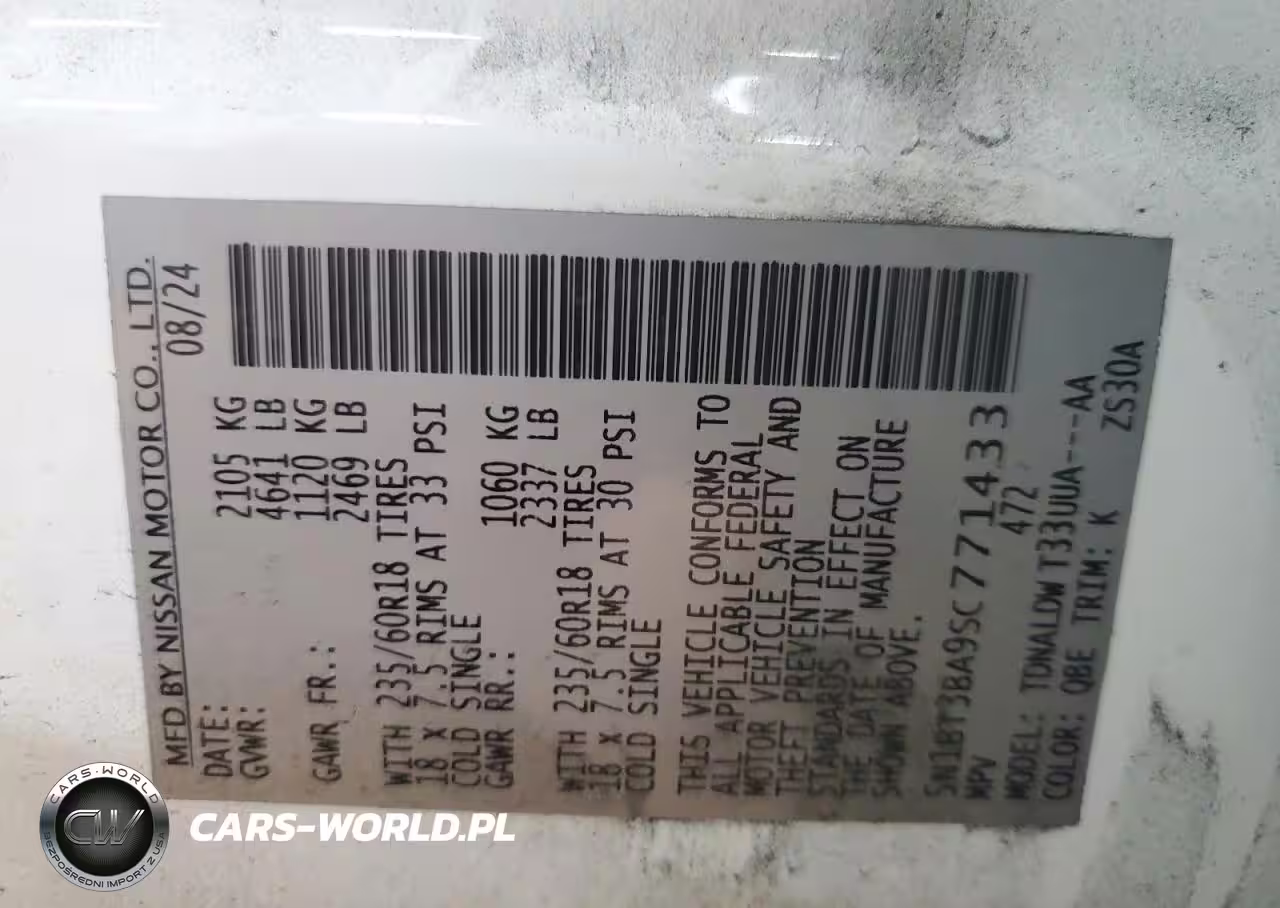 MFD BY NISSAN MOTOR CO., LTD.
DATE: 08/24
GVWR: 2105 KG
4641 LB
GAWR FR.: 1120 KG
2469 LB
WITH 235/60R18 TIRES
18 X 7.5 RIMS AT 33 PSI
COLD SINGLE
GAWR RR.: 1060 KG
2337 LB
WITH 235/60R18 TIRES
18 X 7.5 RIMS AT 30 PSI
COLD SINGLE
THIS VEHICLE CONFORMS TO
ALL APPLICABLE FEDERAL
MOTOR VEHICLE SAFETY AND
THEFT PREVENTION
STANDARDS IN EFFECT ON
THE DATE OF MANUFACTURE
SHOWN ABOVE.
5N1BT3BA9SC771433
MPV 472
MODEL: TDNALDWT33UUA---AA
COLOR: QBE TRIM: K ZS30A
CARS-WORLD
CW
BEZPOŚREDNI IMPORT Z USA
CARS-WORLD.PL